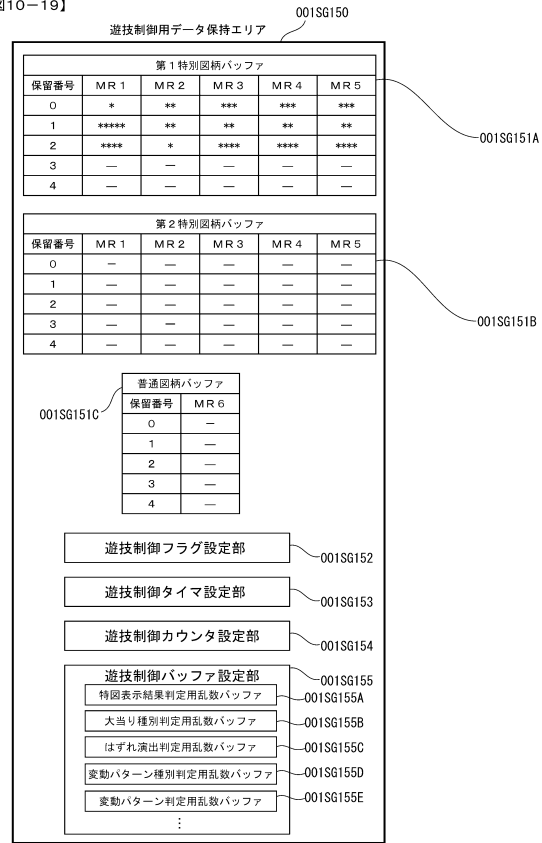 図10-19】
001SG150
遊技制御用データ保持エリア
第1特別図柄バッファ
保留番号 MR1 MR2 MR3 MR4 MR5
0 * ** *** *** ***
1 ***** ** ** ** **
2 **** * **** **** ****
3 — — — — —
4 — — — — —
001SG151A
第2特別図柄バッファ
保留番号 MR1 MR2 MR3 MR4 MR5
0 — — — — —
1 — — — — —
2 — — — — —
3 — — — — —
4 — — — — —
001SG151B
普通図柄バッファ
保留番号 MR6
0 —
1 —
2 —
3 —
4 —
001SG151C
遊技制御フラグ設定部
001SG152
遊技制御タイマ設定部
001SG153
遊技制御カウンタ設定部
001SG154
遊技制御バッファ設定部
001SG155
特図表示結果判定用乱数バッファ
001SG155A
大当り種別判定用乱数バッファ
001SG155B
はずれ演出判定用乱数バッファ
001SG155C
変動パターン種別判定用乱数バッファ
001SG155D
変動パターン判定用乱数バッファ
001SG155E
⋮